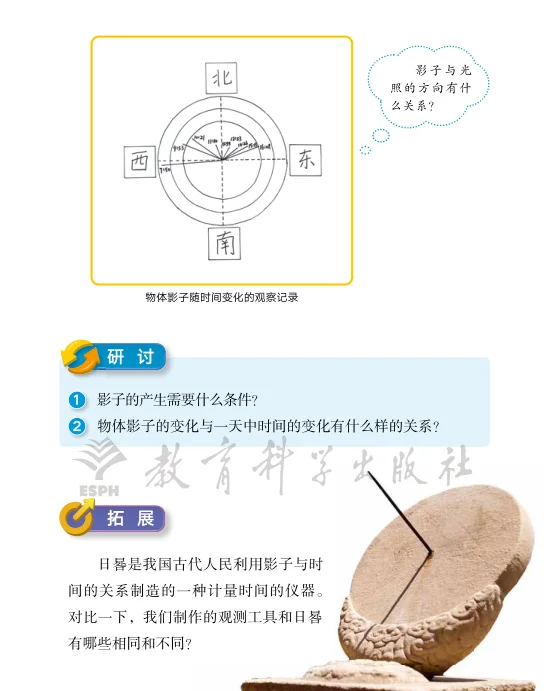 北
影子与光
照的方向有什
么关系？
西
东
南
物体影子随时间变化的观察记录
研讨
1 影子的产生需要什么条件？
2 物体影子的变化与一天中时间的变化有什么样的关系？
ESPH 教育科学出版社
拓展
日晷是我国古代人民利用影子与时
间的关系制造的一种计量时间的仪器。
对比一下，我们制作的观测工具和日晷
有哪些相同和不同？